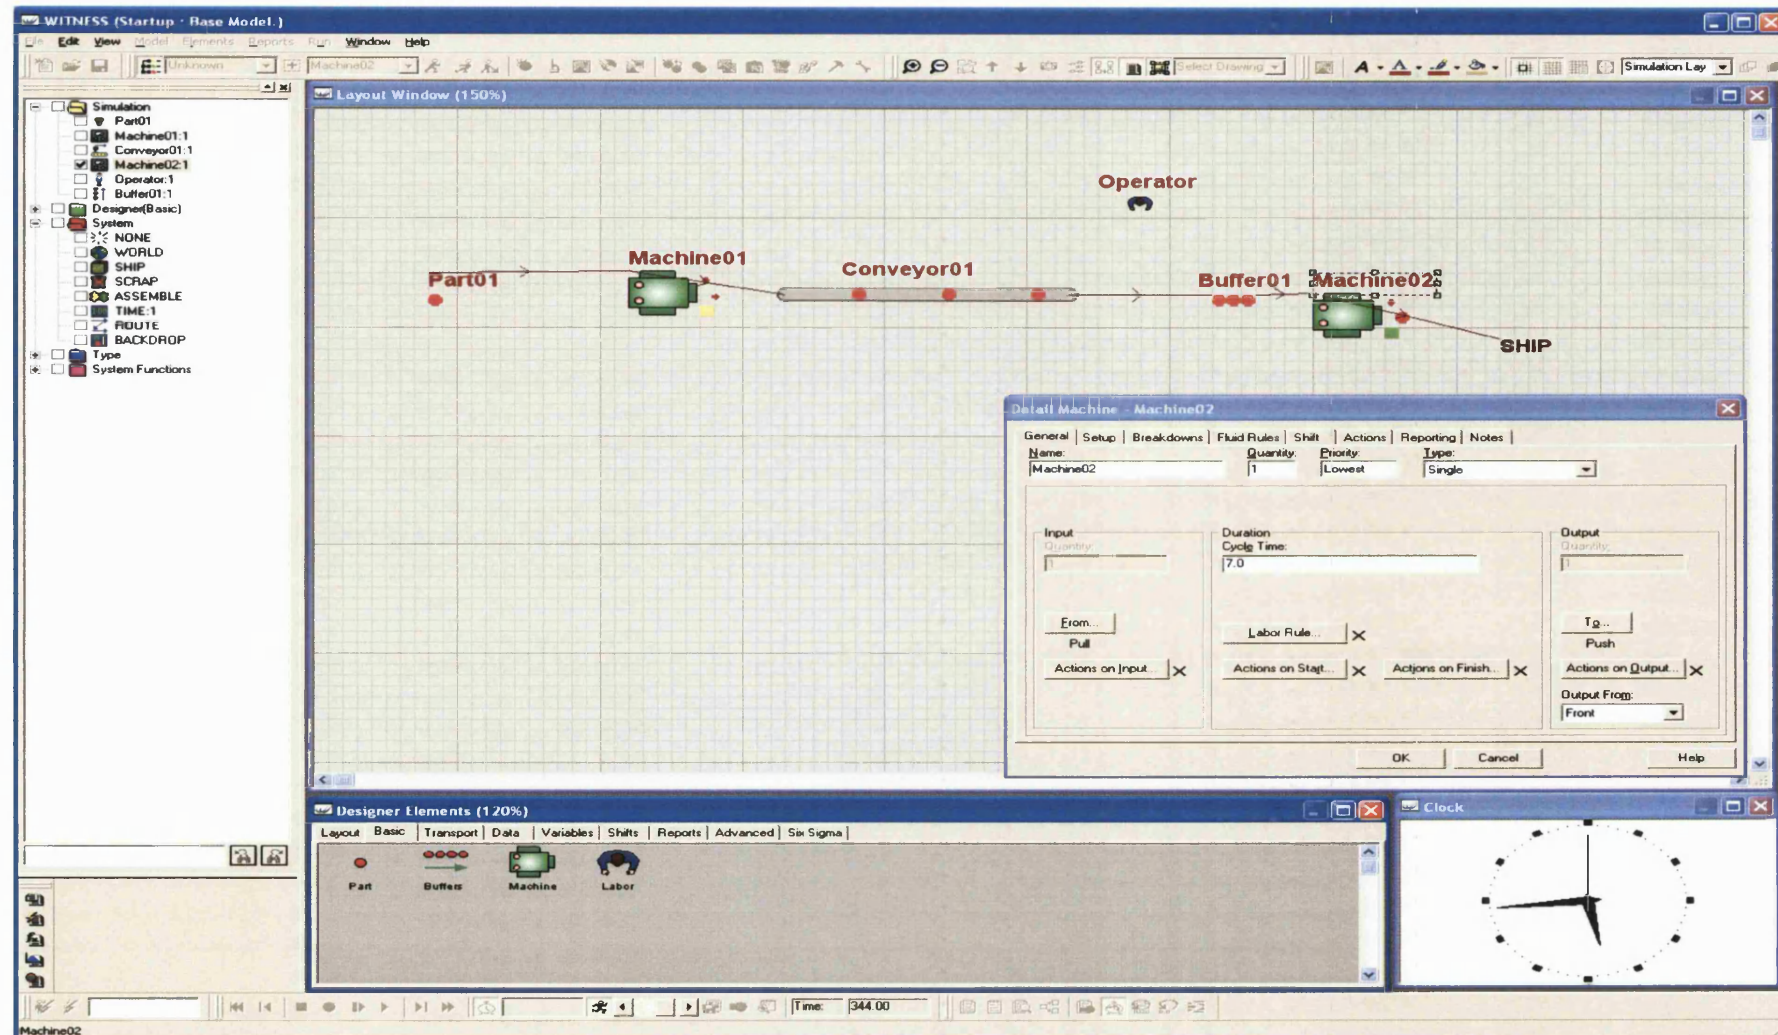 WITNESS (Startup · Base Model.)
File Edit View Model Elements Reports Run Window Help
Unknown Machine02 Select Drawing Simulation Lay
Simulation
Part01
Machine01:1
Conveyor01:1
Machine02:1
Operator:1
Buffer01:1
Designer(Basic)
System
NONE
WORLD
SHIP
SCRAP
ASSEMBLE
TIME:1
ROUTE
BACKDROP
Type
System Functions
Layout Window (150%)
Operator
Part01 Machine01 Conveyor01 Buffer01 Machine02
SHIP
Detail Machine - Machine02
General Setup Breakdowns Fluid Rules Shift Actions Reporting Notes
Name: Quantity: Priority: Type:
Machine02 1 Lowest Single
Input Duration Output
Quantity: Cycle Time: Quantity:
1 7.0 1
From... Labor Rule... To...
Pull Push
Actions on Input... Actions on Start... Actions on Finish... Actions on Output...
Output From:
Front
OK Cancel Help
Designer Elements (120%)
Layout Basic Transport Data Variables Shifts Reports Advanced Six Sigma
Part Buffers Machine Labor
Clock
Time: 344.00
Machine02